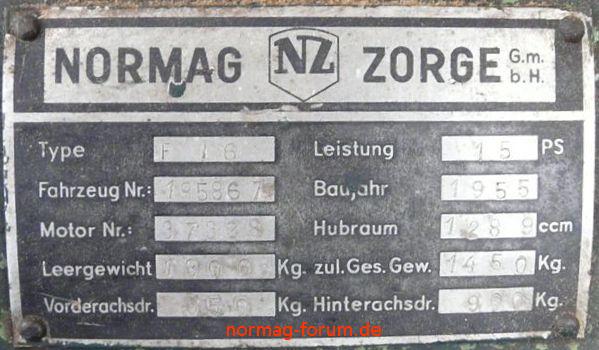 NORMAG NZ ZORGE G.m.b.H.
Type F 16 Leistung 15 PS
Fahrzeug Nr.: 195867 Baujahr 1955
Motor Nr.: Hubraum 1289 ccm
Leergewicht Kg. zul. Ges. Gew. 1450 Kg.
Vorderachsdr. Kg. Hinterachsdr. 900 Kg.
normag-forum.de